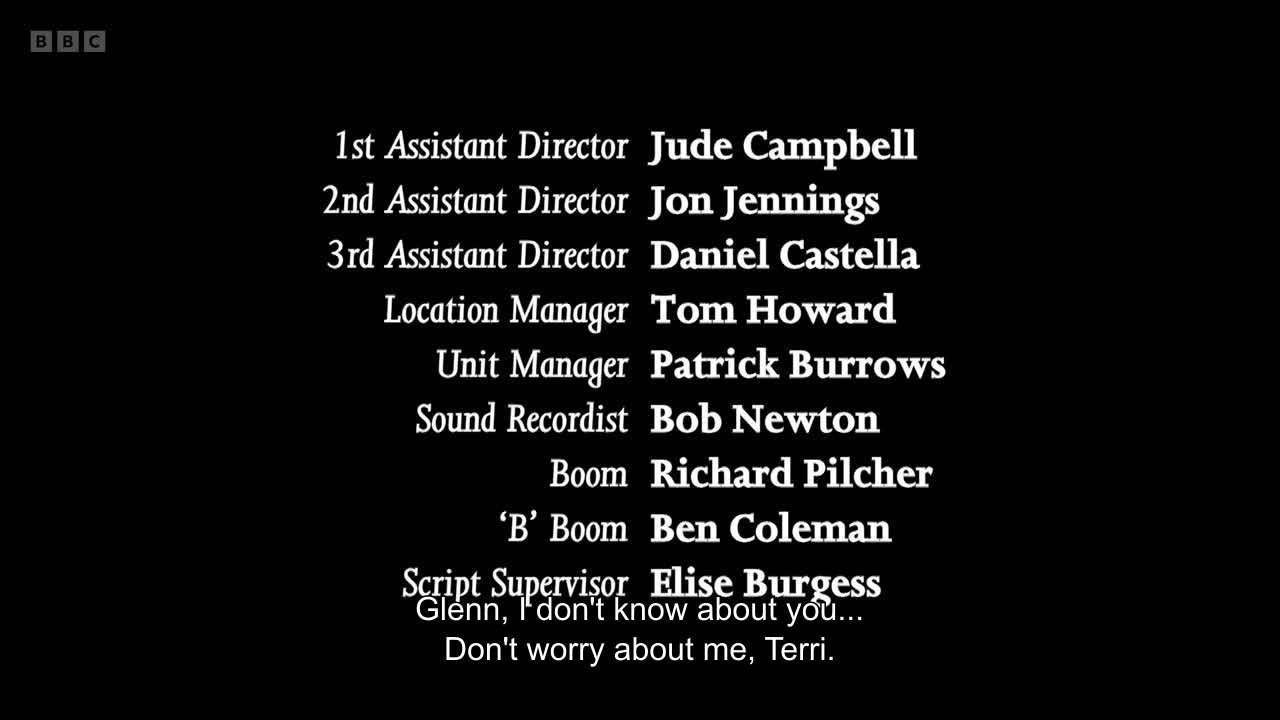 BBC
1st Assistant Director Jude Campbell
2nd Assistant Director Jon Jennings
3rd Assistant Director Daniel Castella
Location Manager Tom Howard
Unit Manager Patrick Burrows
Sound Recordist Bob Newton
Boom Richard Pilcher
‘B’ Boom Ben Coleman
Script Supervisor Elise Burgess
Glenn, I don't know about you...
Don't worry about me, Terri.